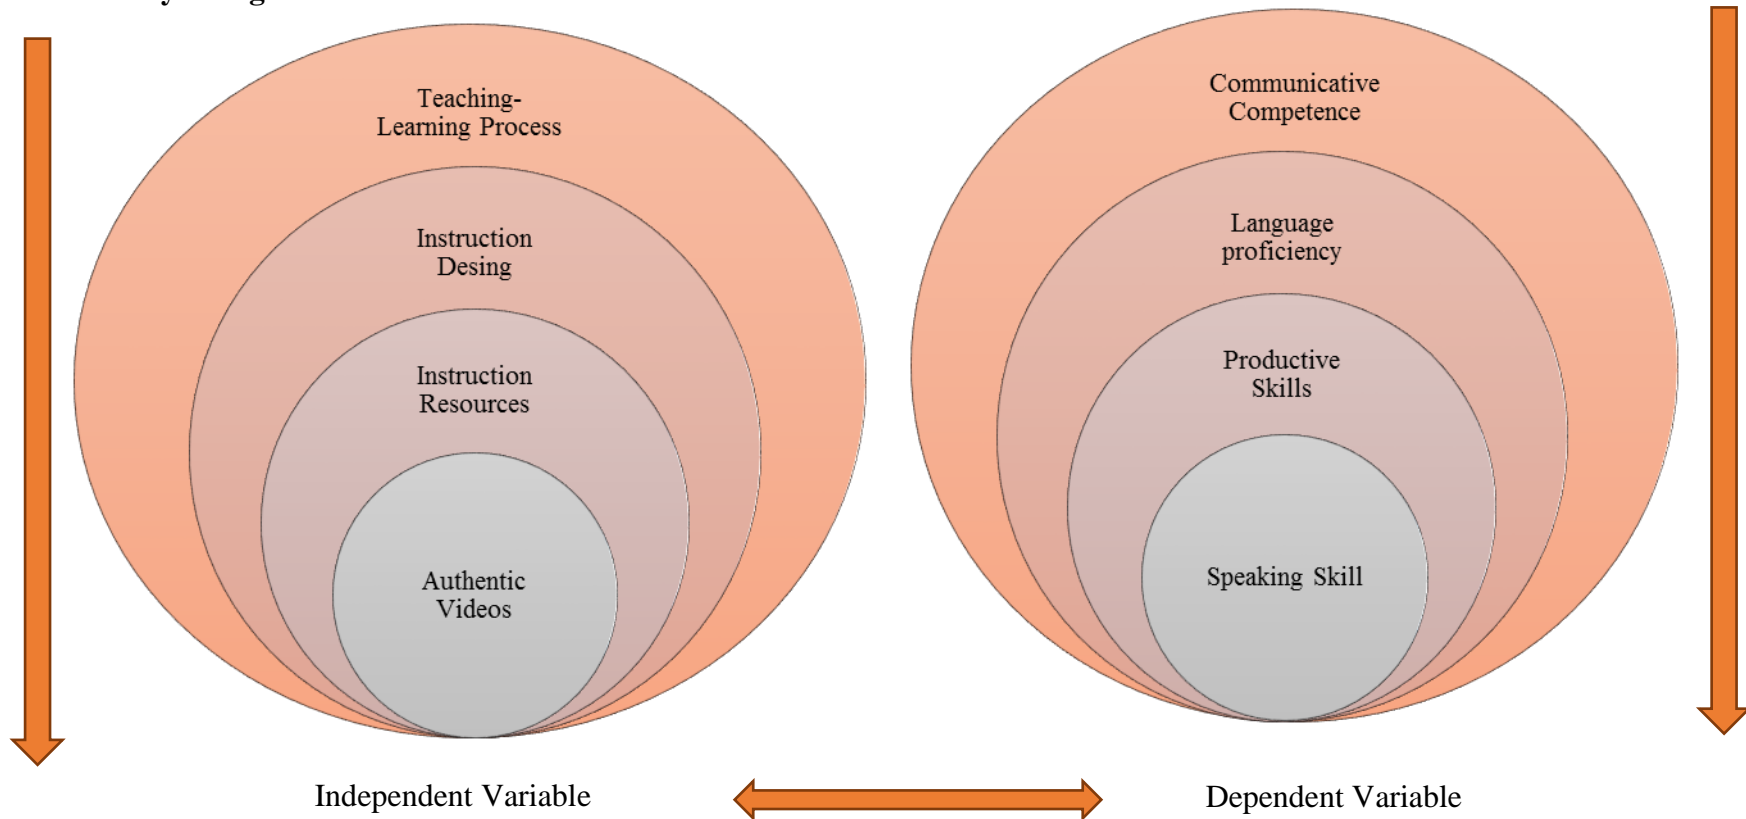 Teaching-
Learning Process
Instruction
Desing
Instruction
Resources
Authentic
Videos
Communicative
Competence
Language
proficiency
Productive
Skills
Speaking Skill
Independent Variable
Dependent Variable